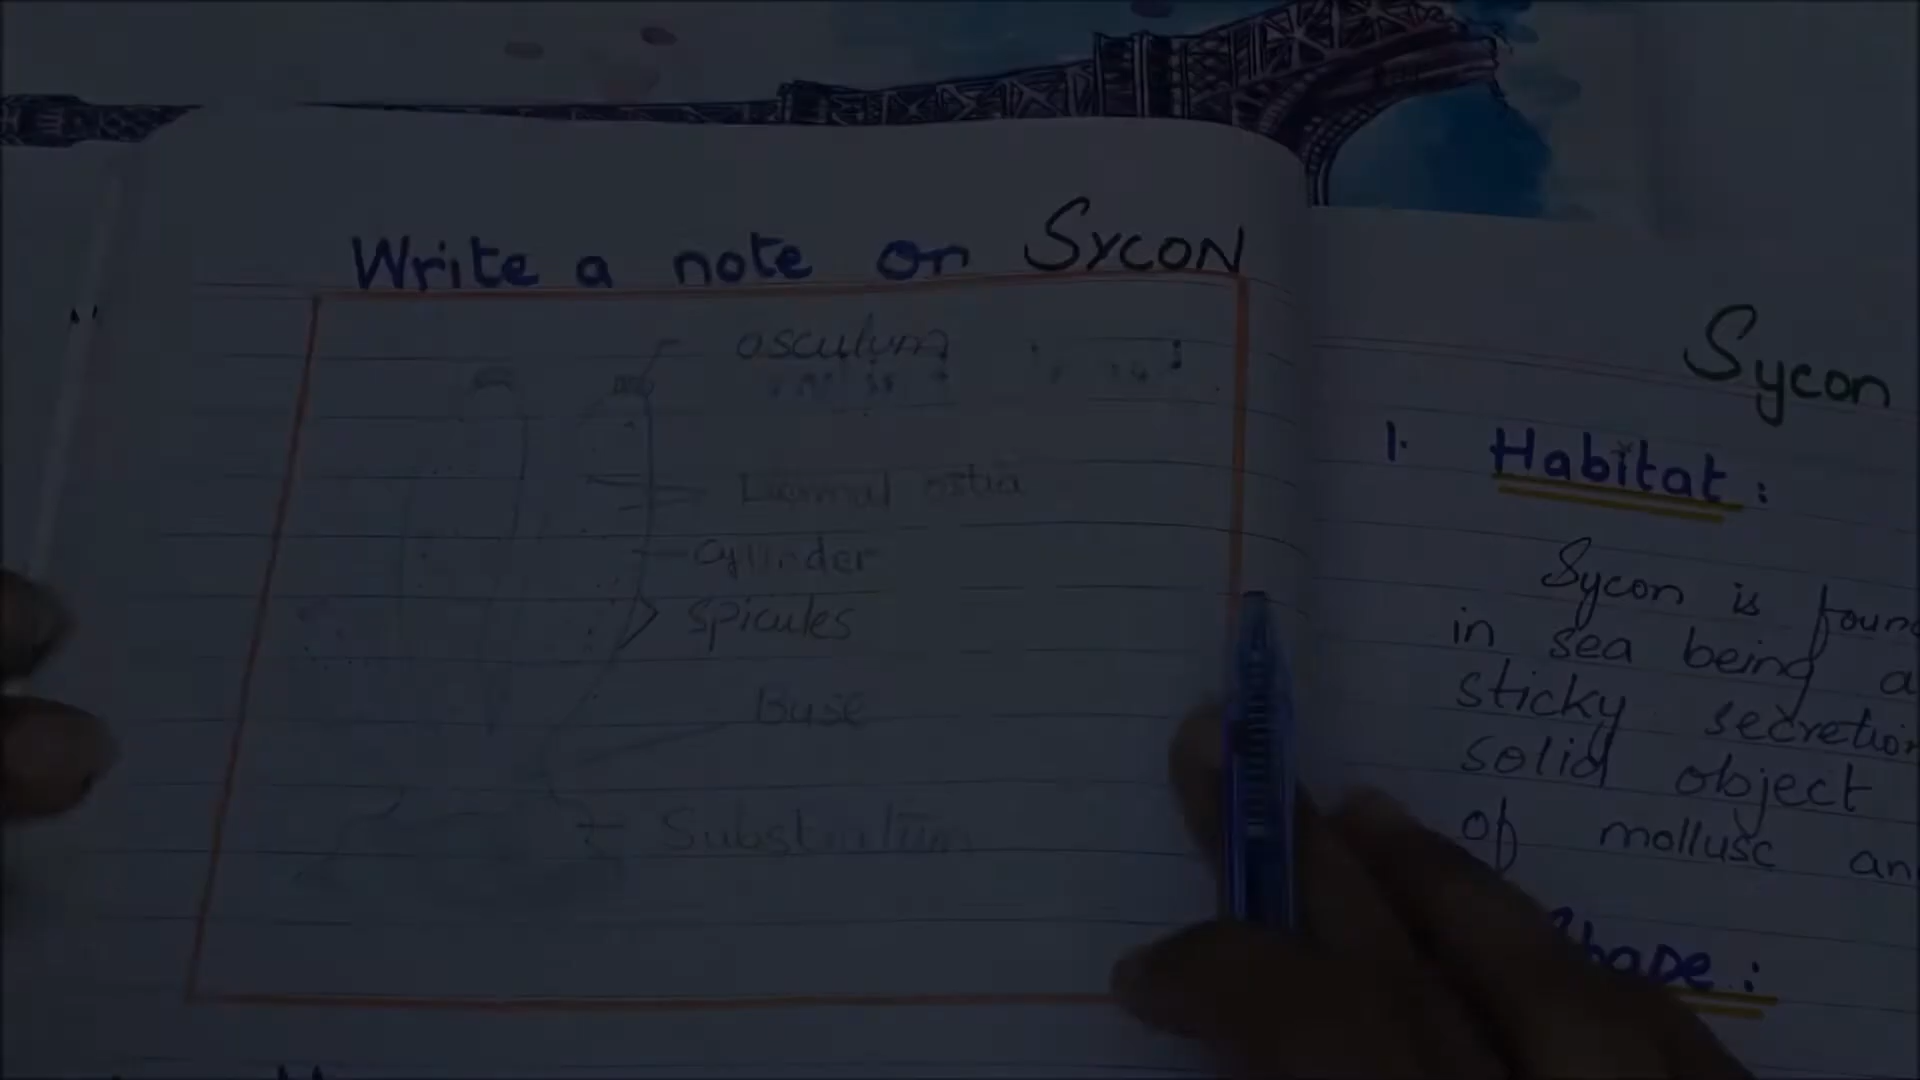 Write a note on SYCON
osculum
Dermal ostia
Cylinder
Spicules
Base
Substratum
Sycon
1. Habitat :
Sycon is
in sea being
sticky
solid object
of mollusc